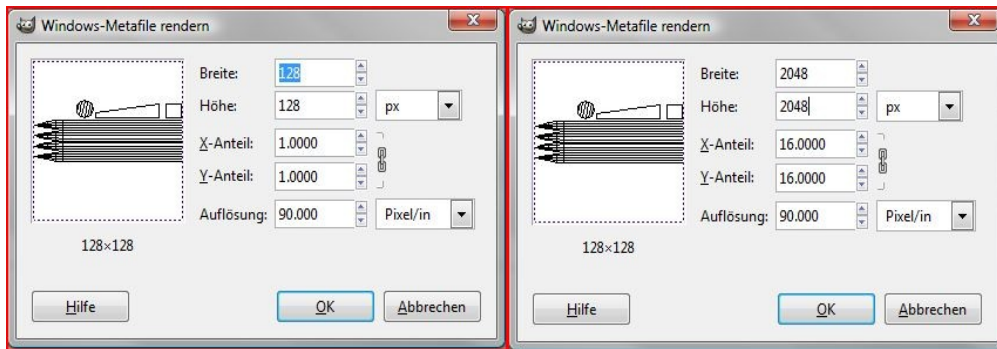 Windows-Metafile rendern
Breite: 128
Höhe: 128 px
X-Anteil: 1.0000
Y-Anteil: 1.0000
Auflösung: 90.000 Pixel/in
128×128
Hilfe OK Abbrechen
Windows-Metafile rendern
Breite: 2048
Höhe: 2048 px
X-Anteil: 16.0000
Y-Anteil: 16.0000
Auflösung: 90.000 Pixel/in
128×128
Hilfe OK Abbrechen